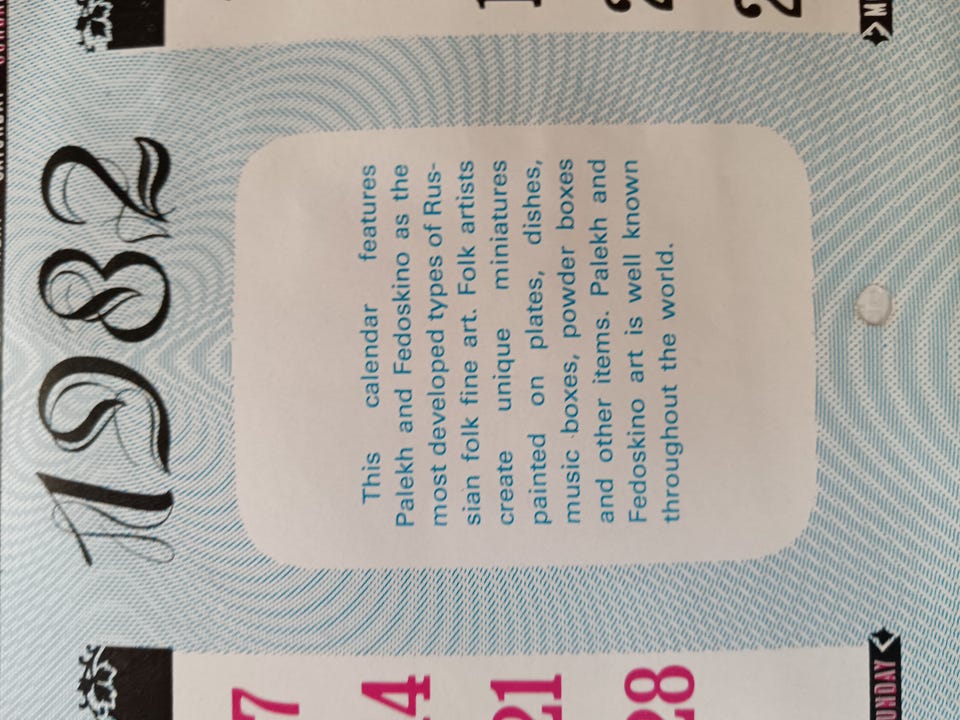 1982
This calendar features
Palekh and Fedoskino as the
most developed types of Rus-
sian folk fine art. Folk artists
create unique miniatures
painted on plates, dishes,
music boxes, powder boxes
and other items. Palekh and
Fedoskino art is well known
throughout the world.
7
14
21
28